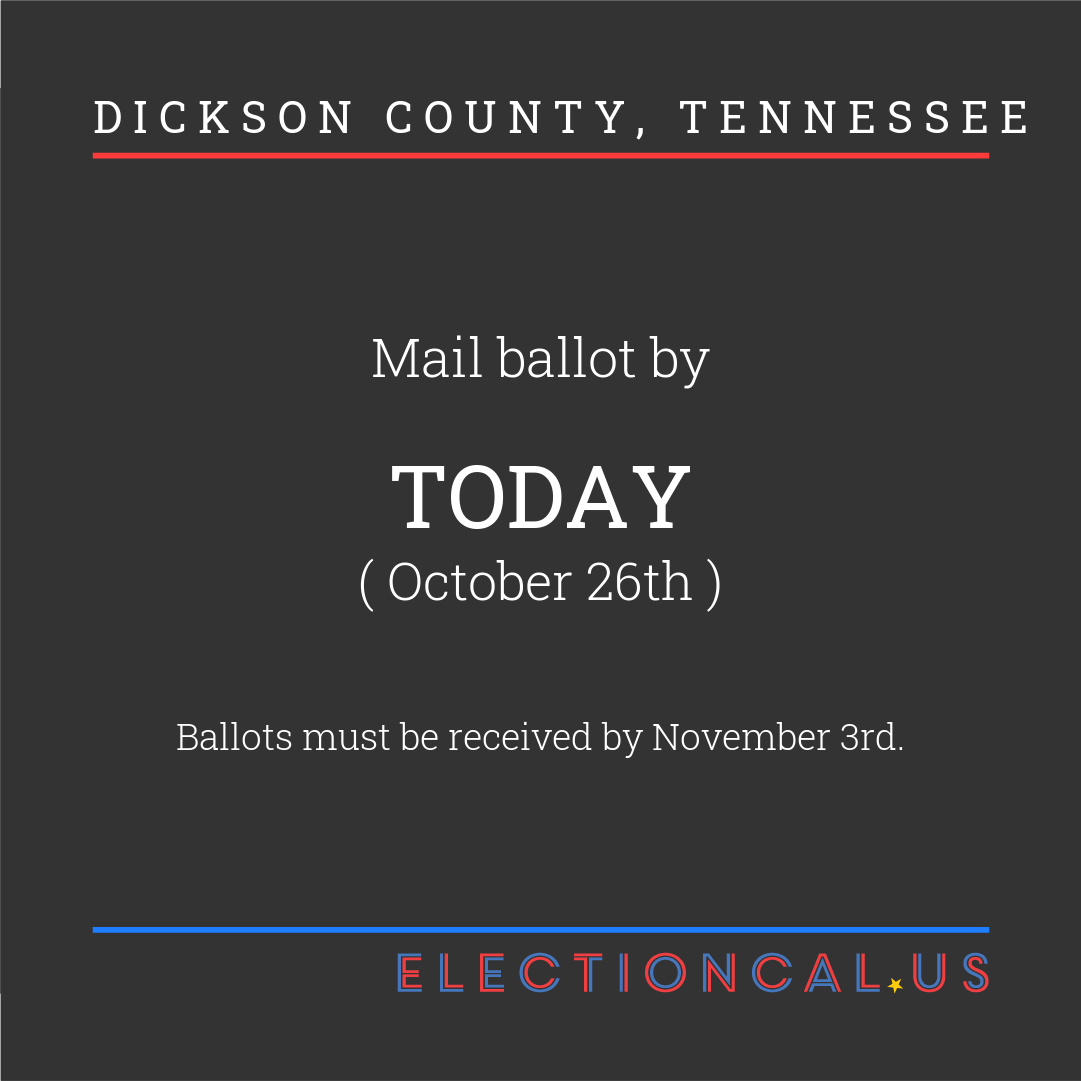 DICKSON COUNTY, TENNESSEE
Mail ballot by
TODAY
( October 26th )
Ballots must be received by November 3rd.
ELECTIONCAL.US